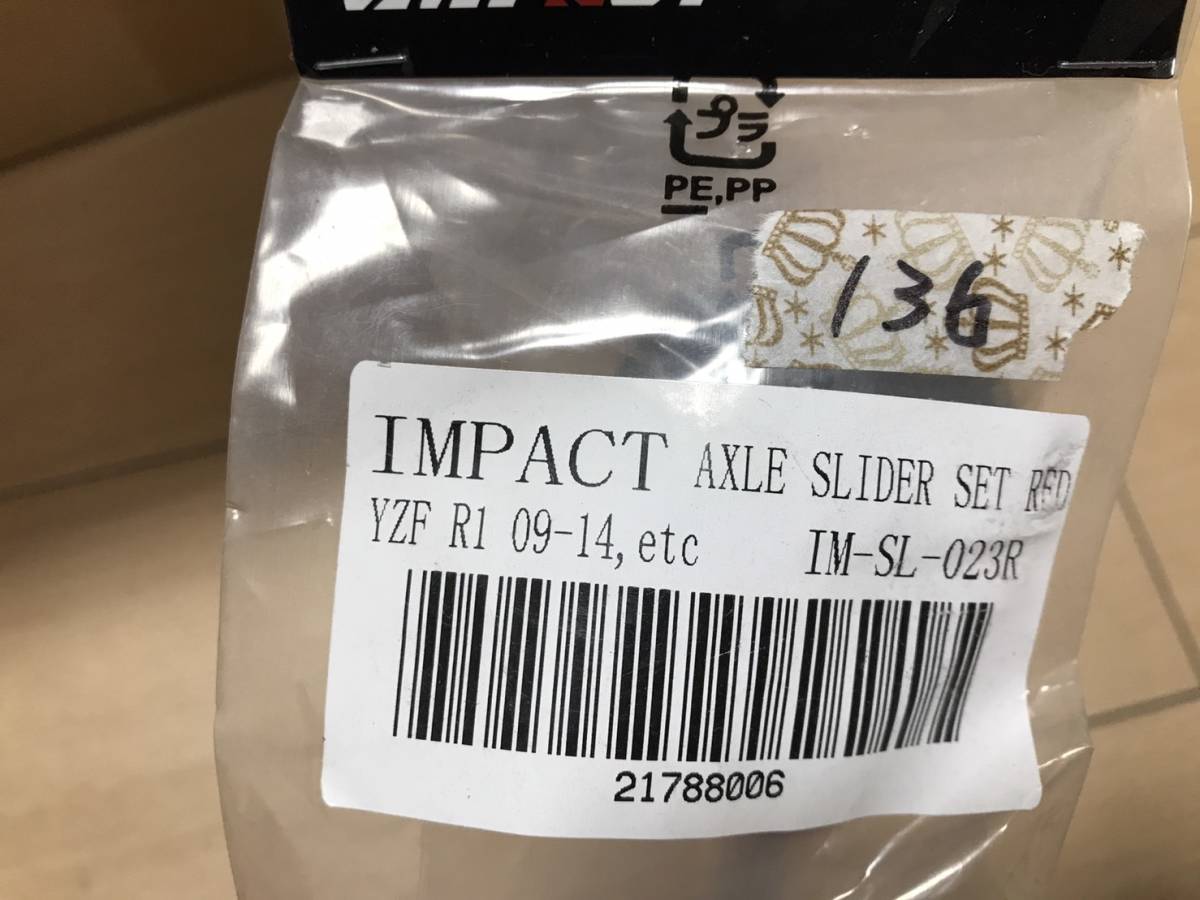 プラ
PE,PP
136
IMPACT AXLE SLIDER SET RED
YZF R1 09-14,etc IM-SL-023R
21788006